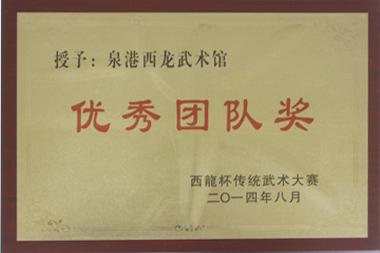 授予：泉港西龙武术馆
优秀团队奖
西龍杯传统武术大赛
二〇一四年八月